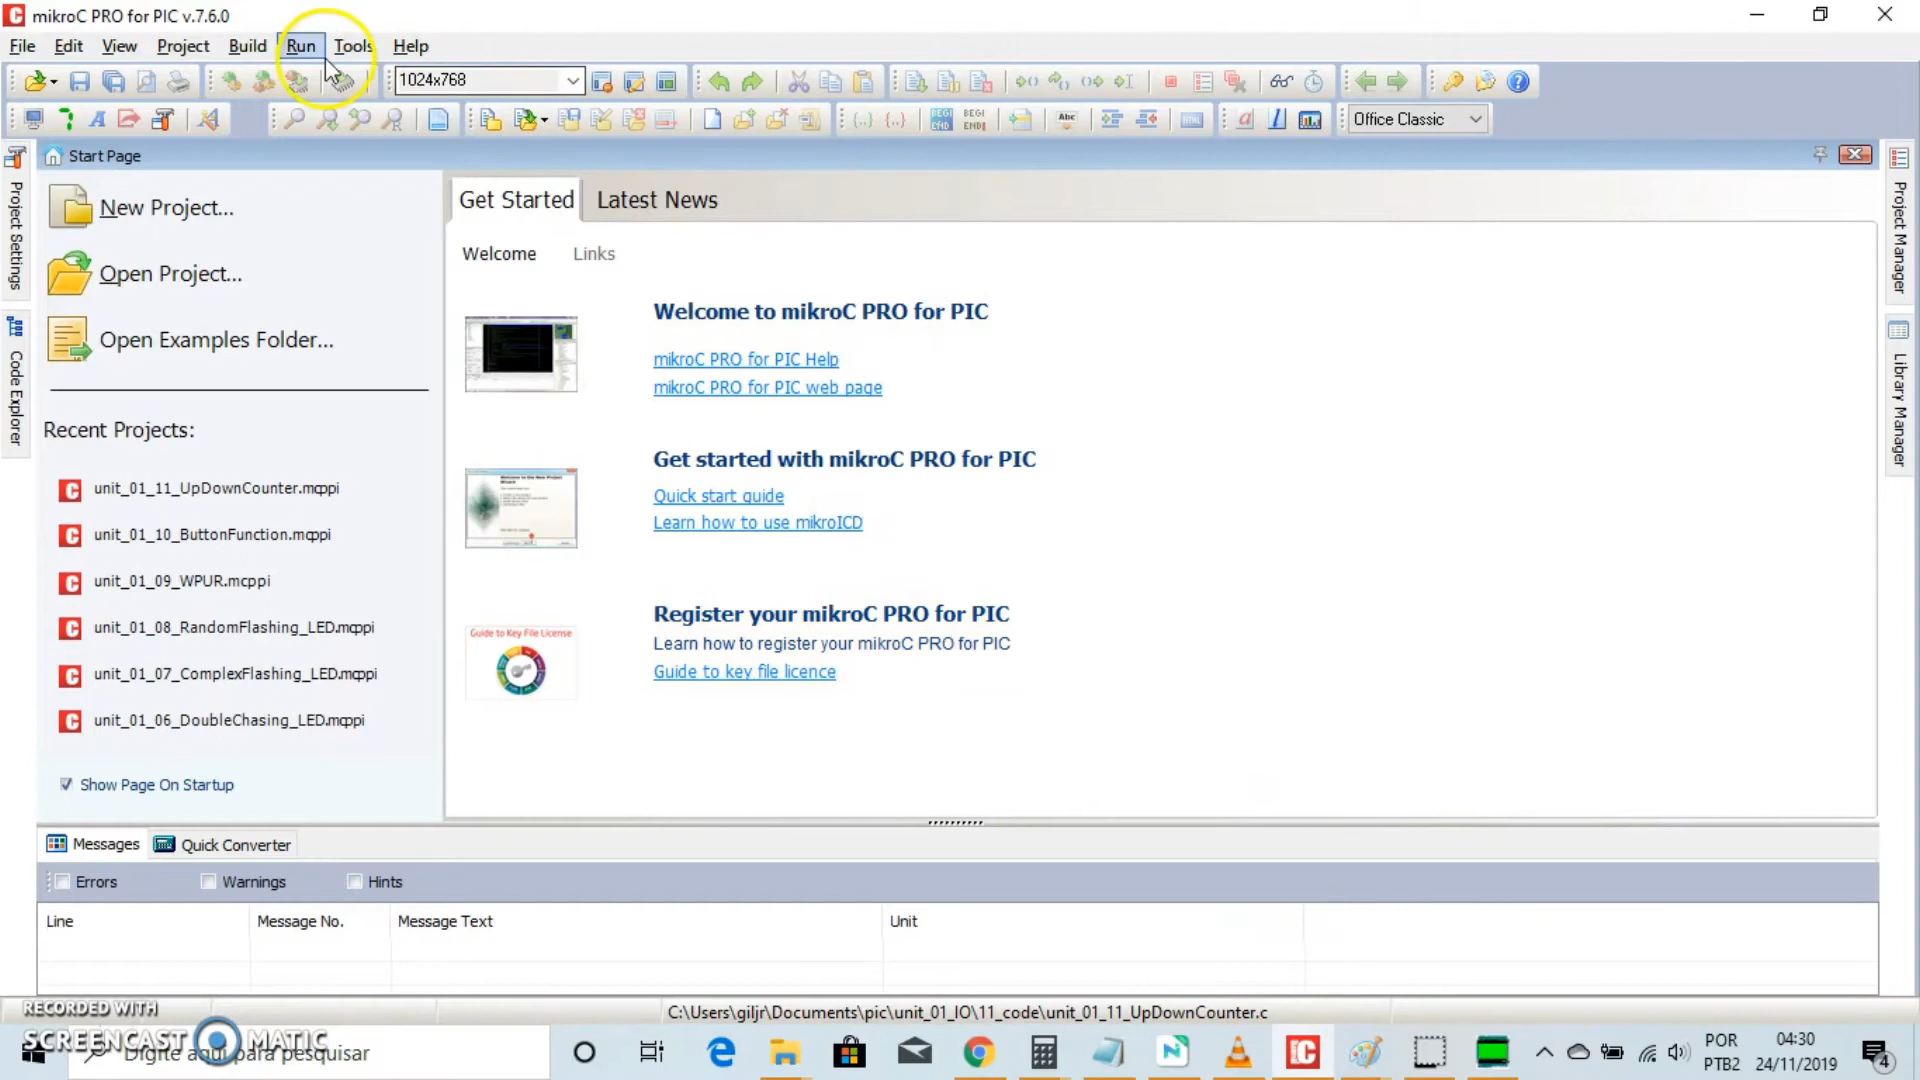 mikroC PRO for PIC v.7.6.0
File Edit View Project Build Run Tools Help
1024x768
Office Classic
Start Page
Project Settings
Code Explorer
New Project...
Open Project...
Open Examples Folder...
Recent Projects:
unit_01_11_UpDownCounter.mcppi
unit_01_10_ButtonFunction.mcppi
unit_01_09_WPUR.mcppi
unit_01_08_RandomFlashing_LED.mcppi
unit_01_07_ComplexFlashing_LED.mcppi
unit_01_06_DoubleChasing_LED.mcppi
Show Page On Startup
Get Started Latest News
Welcome Links
Welcome to mikroC PRO for PIC
mikroC PRO for PIC Help
mikroC PRO for PIC web page
Get started with mikroC PRO for PIC
Quick start guide
Learn how to use mikroICD
Guide to Key File License
Register your mikroC PRO for PIC
Learn how to register your mikroC PRO for PIC
Guide to key file licence
Project Manager
Library Manager
Messages Quick Converter
Errors Warnings Hints
Line Message No. Message Text Unit
C:\Users\giljr\Documents\pic\unit_01_IO\11_code\unit_01_11_UpDownCounter.c
RECORDED WITH
SCREENCAST MATIC
Digite aqui para pesquisar
POR
PTB2
04:30
24/11/2019
4